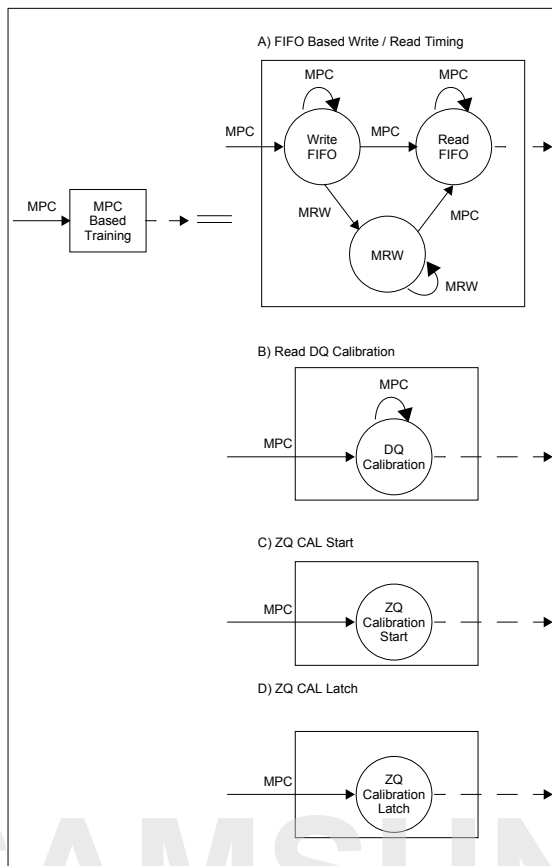 A) FIFO Based Write / Read Timing
MPC
MPC
MPC
Write
FIFO
MPC
Read
FIFO
MPC
MPC
Based
Training
MRW
MPC
MRW
MRW
B) Read DQ Calibration
MPC
MPC
DQ
Calibration
C) ZQ CAL Start
MPC
ZQ
Calibration
Start
D) ZQ CAL Latch
MPC
ZQ
Calibration
Latch
SAMSUN